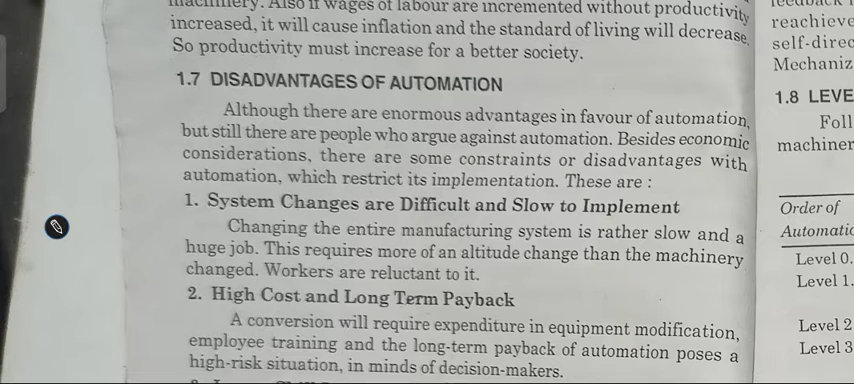 machinery. Also if wages of labour are incremented without productivity
increased, it will cause inflation and the standard of living will decrease.
So productivity must increase for a better society.
1.7 DISADVANTAGES OF AUTOMATION
Although there are enormous advantages in favour of automation,
but still there are people who argue against automation. Besides economic
considerations, there are some constraints or disadvantages with
automation, which restrict its implementation. These are :
1. System Changes are Difficult and Slow to Implement
Changing the entire manufacturing system is rather slow and a
huge job. This requires more of an altitude change than the machinery
changed. Workers are reluctant to it.
2. High Cost and Long Term Payback
A conversion will require expenditure in equipment modification,
employee training and the long-term payback of automation poses a
high-risk situation, in minds of decision-makers.
feedback
reachieve
self-direc
Mechaniz
1.8 LEVE
Foll
machiner
Order of
Automatic
Level 0.
Level 1.
Level 2
Level 3